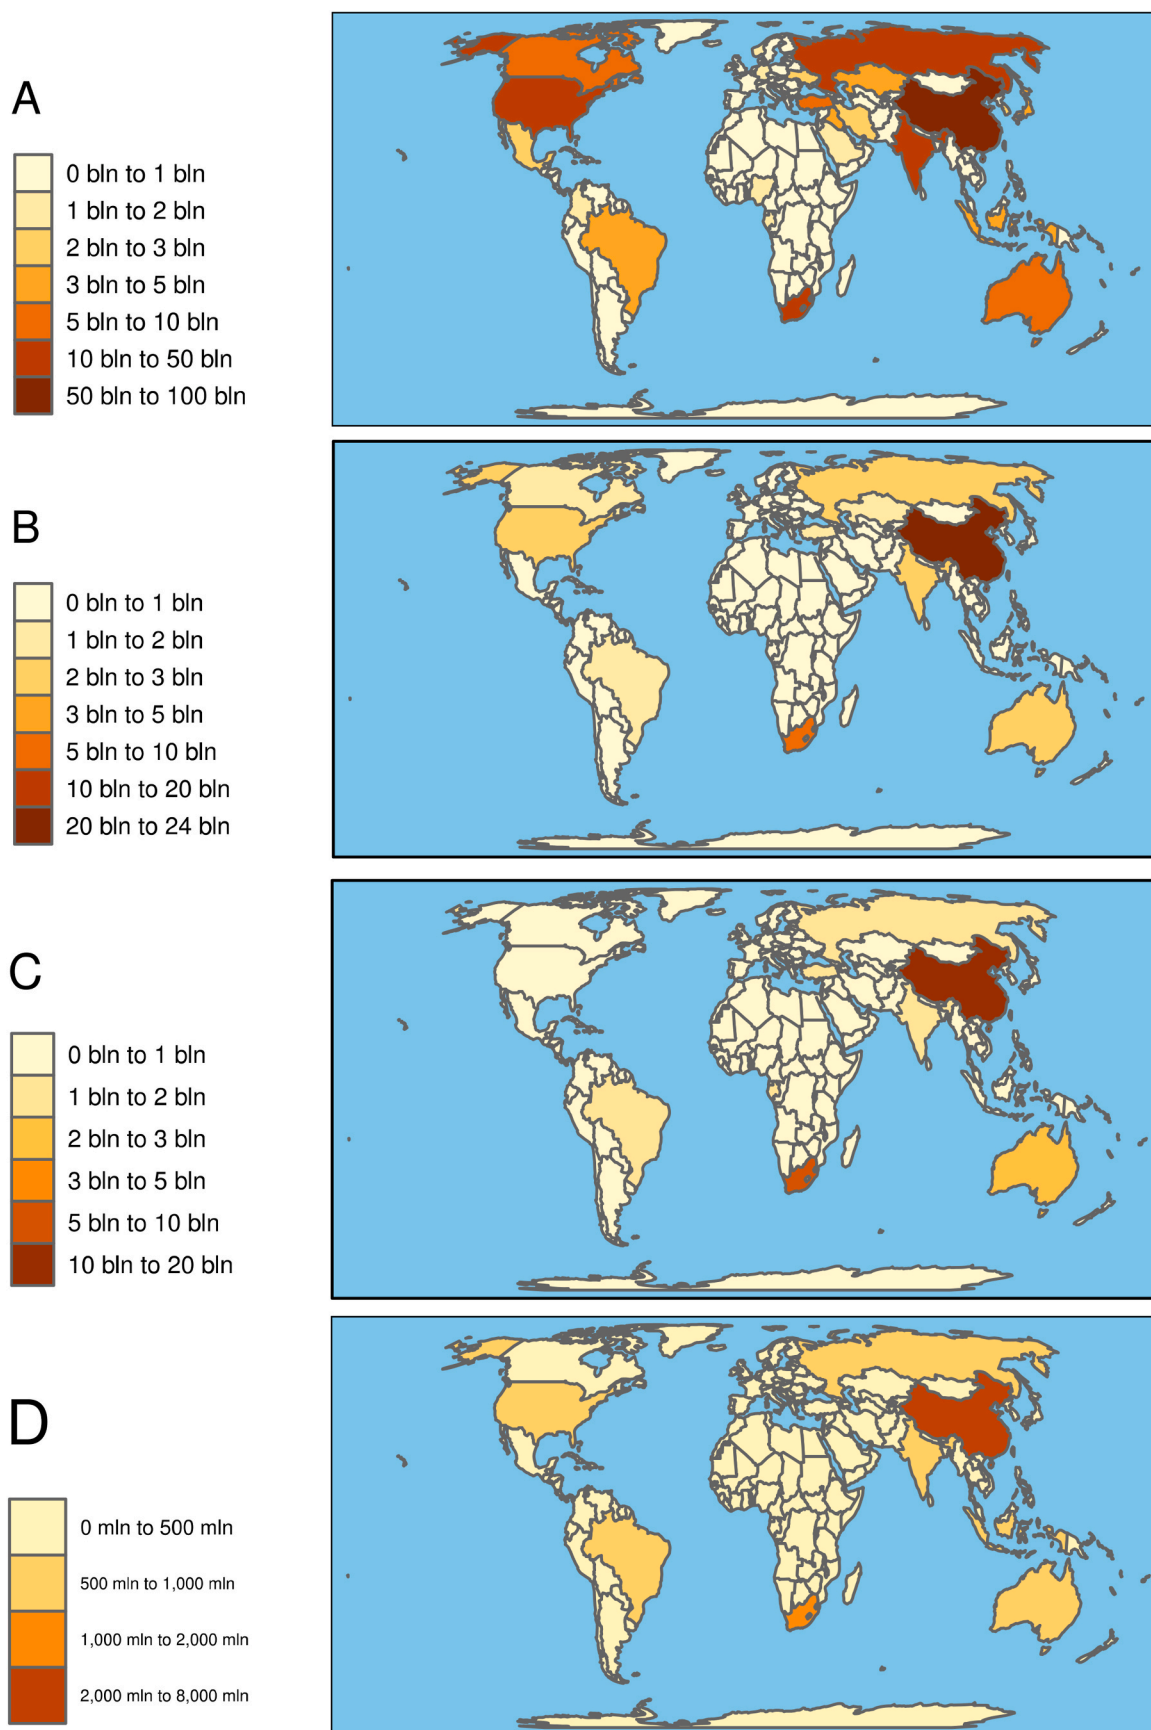 A
0 bln to 1 bln
1 bln to 2 bln
2 bln to 3 bln
3 bln to 5 bln
5 bln to 10 bln
10 bln to 50 bln
50 bln to 100 bln
B
0 bln to 1 bln
1 bln to 2 bln
2 bln to 3 bln
3 bln to 5 bln
5 bln to 10 bln
10 bln to 20 bln
20 bln to 24 bln
C
0 bln to 1 bln
1 bln to 2 bln
2 bln to 3 bln
3 bln to 5 bln
5 bln to 10 bln
10 bln to 20 bln
D
0 mln to 500 mln
500 mln to 1,000 mln
1,000 mln to 2,000 mln
2,000 mln to 8,000 mln